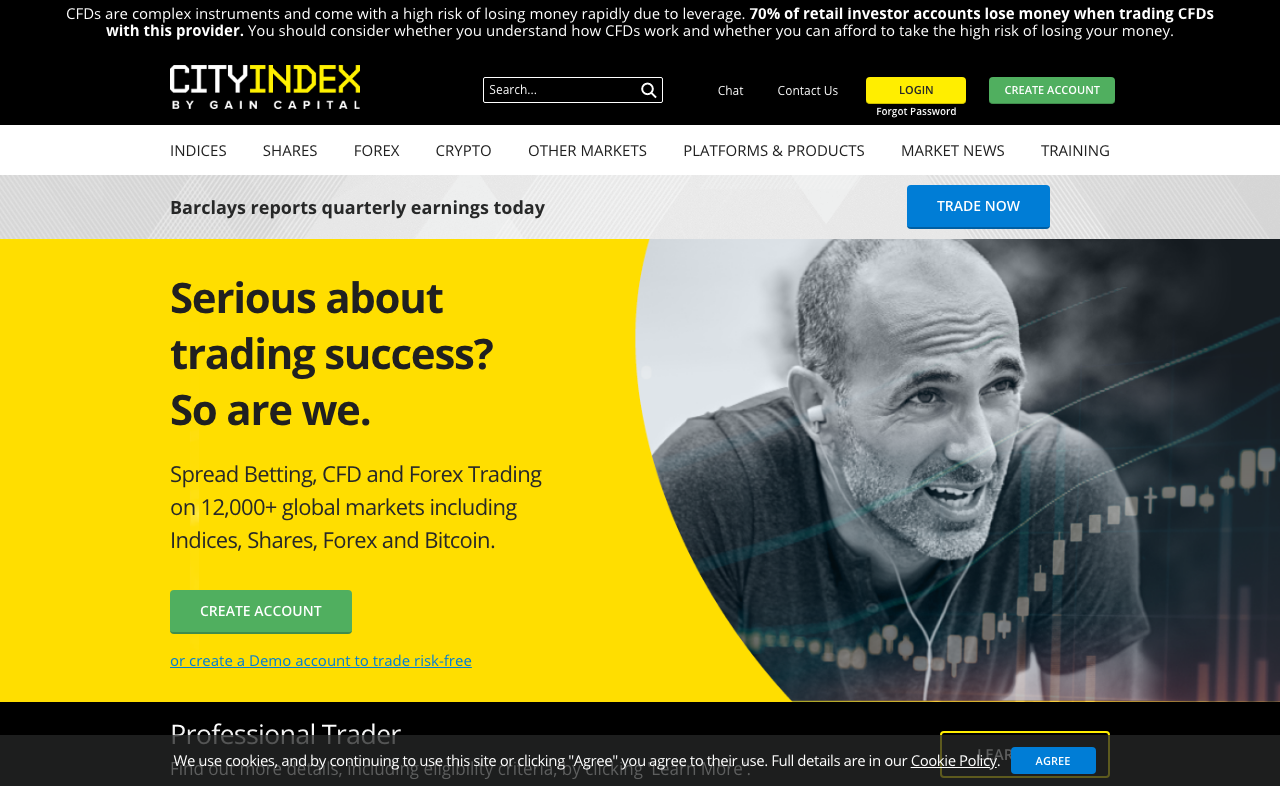 CFDs are complex instruments and come with a high risk of losing money rapidly due to leverage. 70% of retail investor accounts lose money when trading CFDs
with this provider. You should consider whether you understand how CFDs work and whether you can afford to take the high risk of losing your money.
CITYINDEX
BY GAIN CAPITAL
Search...
Chat
Contact Us
LOGIN
CREATE ACCOUNT
Forgot Password
INDICES SHARES FOREX CRYPTO OTHER MARKETS PLATFORMS & PRODUCTS MARKET NEWS TRAINING
Barclays reports quarterly earnings today
TRADE NOW
Serious about
trading success?
So are we.
Spread Betting, CFD and Forex Trading
on 12,000+ global markets including
Indices, Shares, Forex and Bitcoin.
CREATE ACCOUNT
or create a Demo account to trade risk-free
Professional Trader
Find out more details, including eligibility criteria, by clicking 'Learn More'.
We use cookies, and by continuing to use this site or clicking "Agree" you agree to their use. Full details are in our Cookie Policy.
AGREE